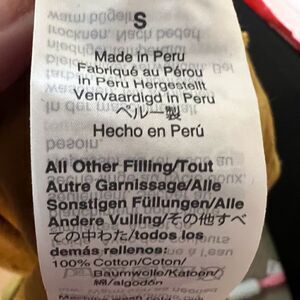 S
Made in Peru
Fabriqué au Pérou
in Peru Hergestellt
Vervaardigd in Peru
ペルー製
Hecho en Perú
All Other Filling/Tout
Autre Garnissage/Alle
Sonstigen Füllungen/Alle
Andere Vulling/その他すべ
ての中わた/todos los
demás rellenos:
100% Cotton/Coton/
Baumwolle/Katoen/
綿/algodón